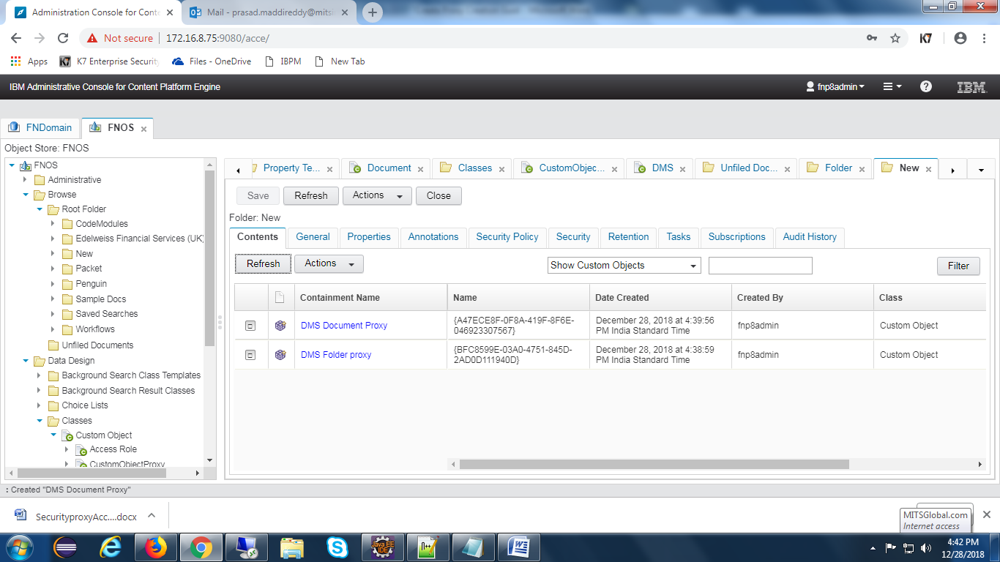 Administration Console for Conte
Mail - prasad.maddireddy@mitsi
Not secure
172.16.8.75:9080/acce/
K7
Apps
K7 Enterprise Security
Files - OneDrive
IBPM
New Tab
IBM Administrative Console for Content Platform Engine
fnp8admin
IBM
FNDomain
FNOS
Object Store: FNOS
FNOS
Administrative
Browse
Root Folder
CodeModules
Edelweiss Financial Services (UK)
New
Packet
Penguin
Sample Docs
Saved Searches
Workflows
Unfiled Documents
Data Design
Background Search Class Templates
Background Search Result Classes
Choice Lists
Classes
Custom Object
Access Role
CustomObjectProxy
Property Te...
Document
Classes
CustomObjec...
DMS
Unfiled Doc...
Folder
New
Save
Refresh
Actions
Close
Folder: New
Contents
General
Properties
Annotations
Security Policy
Security
Retention
Tasks
Subscriptions
Audit History
Refresh
Actions
Show Custom Objects
Filter
Containment Name
Name
Date Created
Created By
Class
DMS Document Proxy
{A47ECE8F-0F8A-419F-8F6E-
046923307567}
December 28, 2018 at 4:39:56
PM India Standard Time
fnp8admin
Custom Object
DMS Folder proxy
{BFC8599E-03A0-4751-845D-
2AD0D111940D}
December 28, 2018 at 4:38:59
PM India Standard Time
fnp8admin
Custom Object
: Created "DMS Document Proxy"
SecurityproxyAcc....docx
MITSGlobal.com
Internet access
Java EE
IDE
4:42 PM
12/28/2018